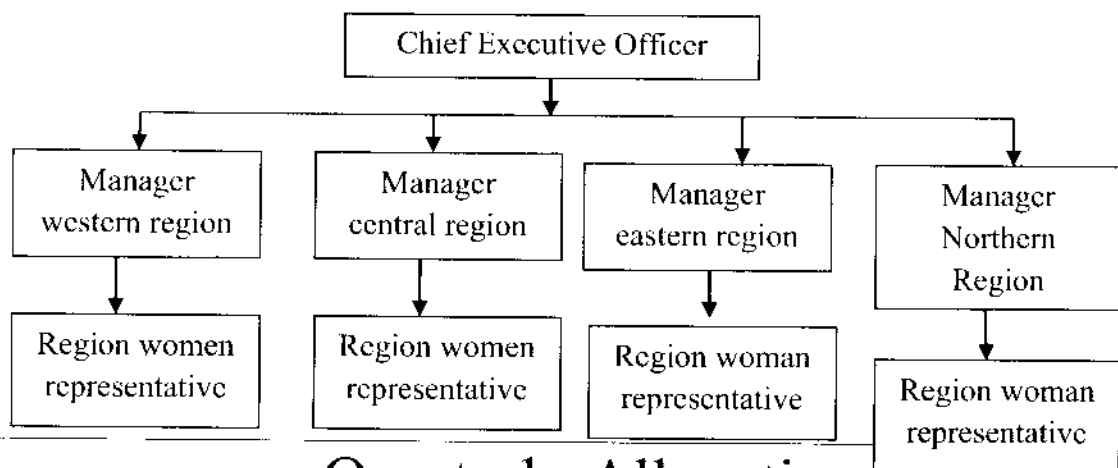 Chief Executive Officer
Manager
western region
Manager
central region
Manager
eastern region
Manager
Northern
Region
Region women
representative
Region women
representative
Region woman
representative
Region woman
representative